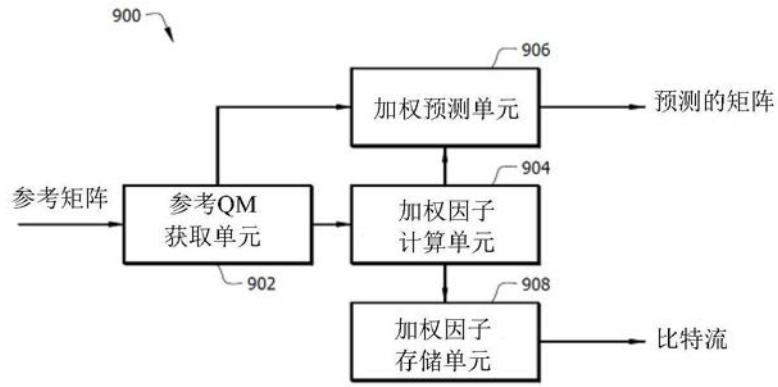 900
906
加权预测单元
预测的矩阵
904
参考矩阵
参考QM
获取单元
加权因子
计算单元
902
908
加权因子
存储单元
比特流